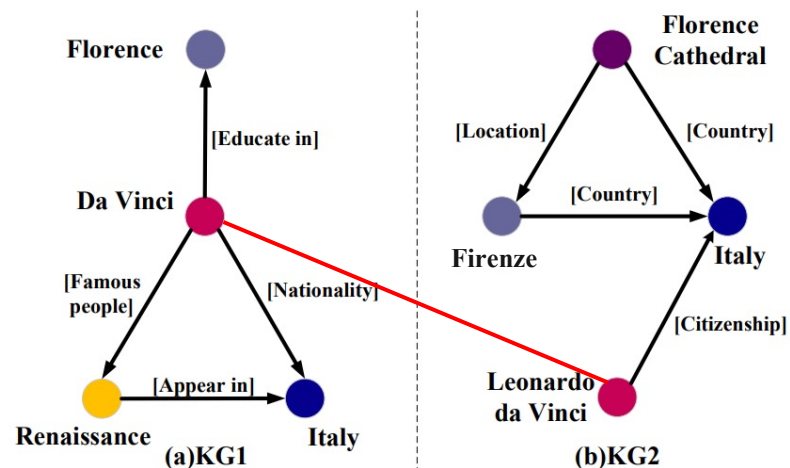 Florence
[Educate in]
Da Vinci
[Famous
people]
[Nationality]
[Appear in]
Renaissance
Italy
(a)KG1
Florence
Cathedral
[Location]
[Country]
[Country]
Firenze
Italy
[Citizenship]
Leonardo
da Vinci
(b)KG2